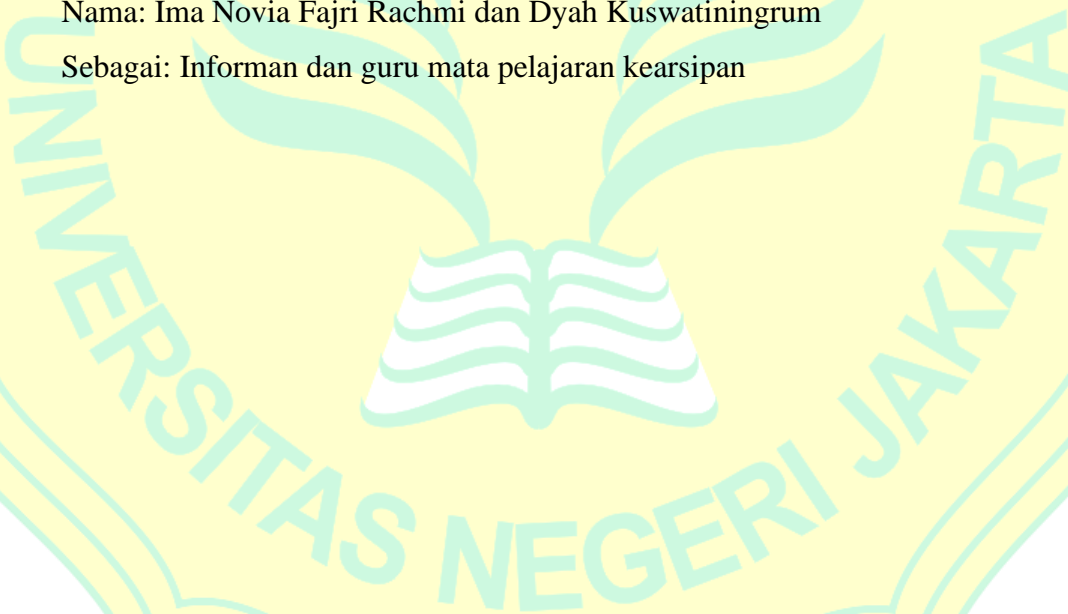 Nama: Ima Novia Fajri Rachmi dan Dyah Kuswatiningrum
Sebagai: Informan dan guru mata pelajaran kearsipan
UNIVERSITAS NEGERI JAKARTA